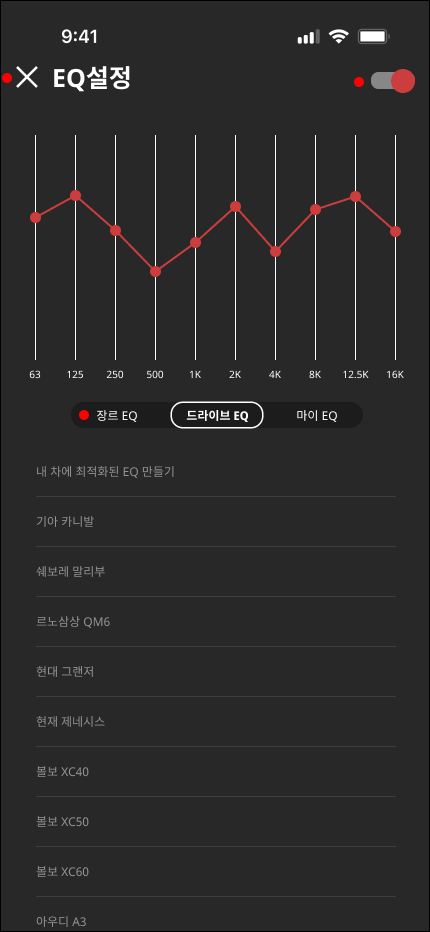 9:41
EQ설정
63 125 250 500 1K 2K 4K 8K 12.5K 16K
장르 EQ 드라이브 EQ 마이 EQ
내 차에 최적화된 EQ 만들기
기아 카니발
쉐보레 말리부
르노삼상 QM6
현대 그랜저
현재 제네시스
볼보 XC40
볼보 XC50
볼보 XC60
아우디 A3